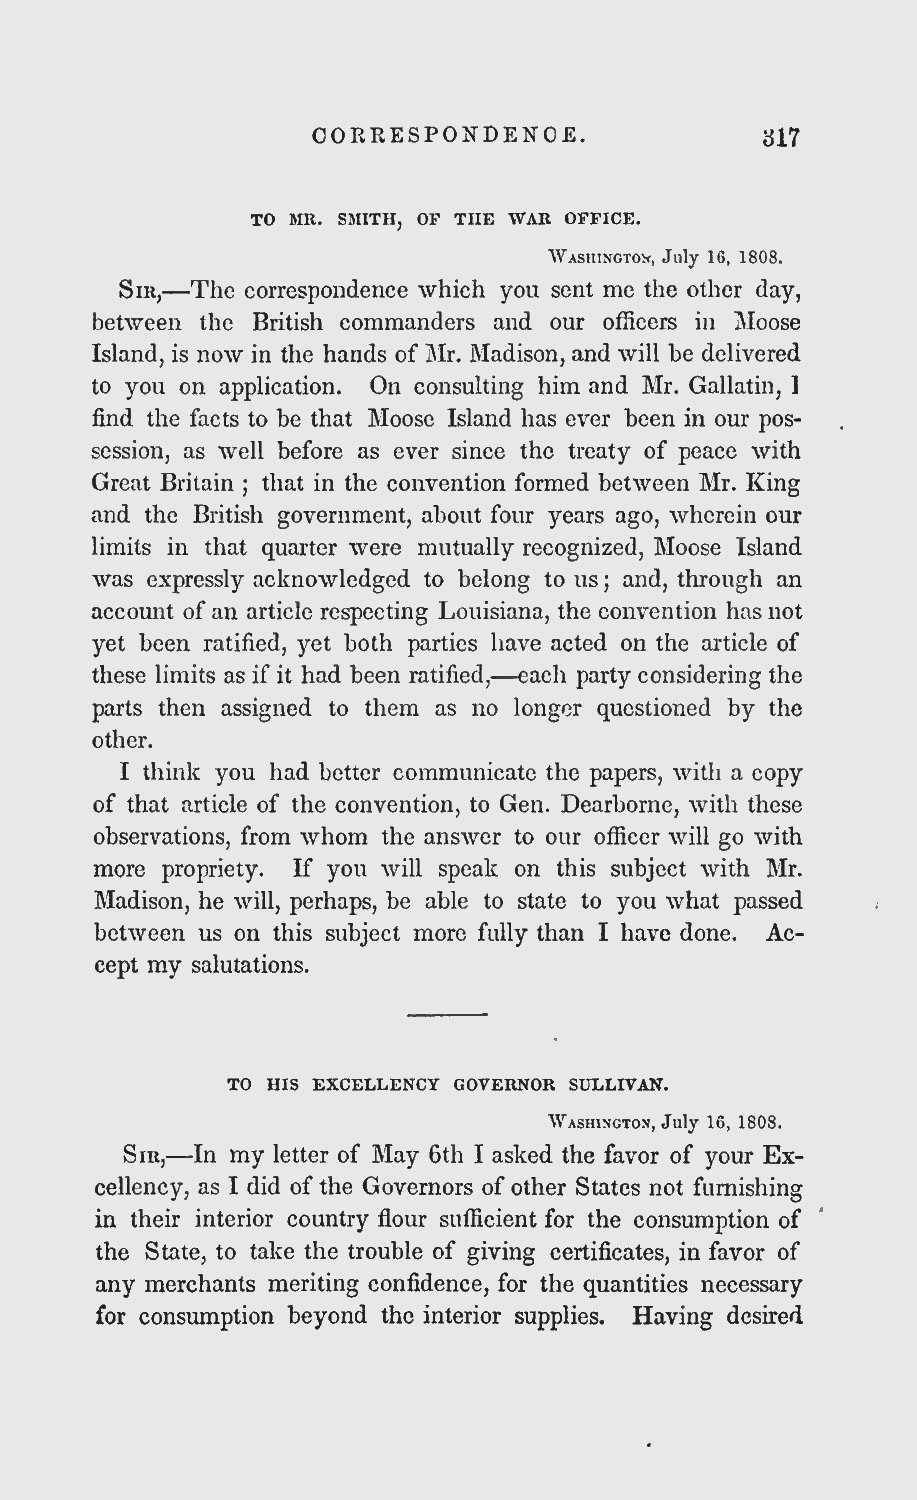 CORRESPONDENCE. 317
TO MR. SMITH, OF THE WAR OFFICE.
WASHINGTON, July 16, 1808.
SIR,—The correspondence which you sent me the other day,
between the British commanders and our officers in Moose
Island, is now in the hands of Mr. Madison, and will be delivered
to you on application. On consulting him and Mr. Gallatin, I
find the facts to be that Moose Island has ever been in our pos-
session, as well before as ever since the treaty of peace with
Great Britain ; that in the convention formed between Mr. King
and the British government, about four years ago, wherein our
limits in that quarter were mutually recognized, Moose Island
was expressly acknowledged to belong to us ; and, through an
account of an article respecting Louisiana, the convention has not
yet been ratified, yet both parties have acted on the article of
these limits as if it had been ratified,—each party considering the
parts then assigned to them as no longer questioned by the
other.
I think you had better communicate the papers, with a copy
of that article of the convention, to Gen. Dearborne, with these
observations, from whom the answer to our officer will go with
more propriety. If you will speak on this subject with Mr.
Madison, he will, perhaps, be able to state to you what passed
between us on this subject more fully than I have done. Ac-
cept my salutations.
TO HIS EXCELLENCY GOVERNOR SULLIVAN.
WASHINGTON, July 16, 1808.
SIR,—In my letter of May 6th I asked the favor of your Ex-
cellency, as I did of the Governors of other States not furnishing
in their interior country flour sufficient for the consumption of
the State, to take the trouble of giving certificates, in favor of
any merchants meriting confidence, for the quantities necessary
for consumption beyond the interior supplies. Having desired